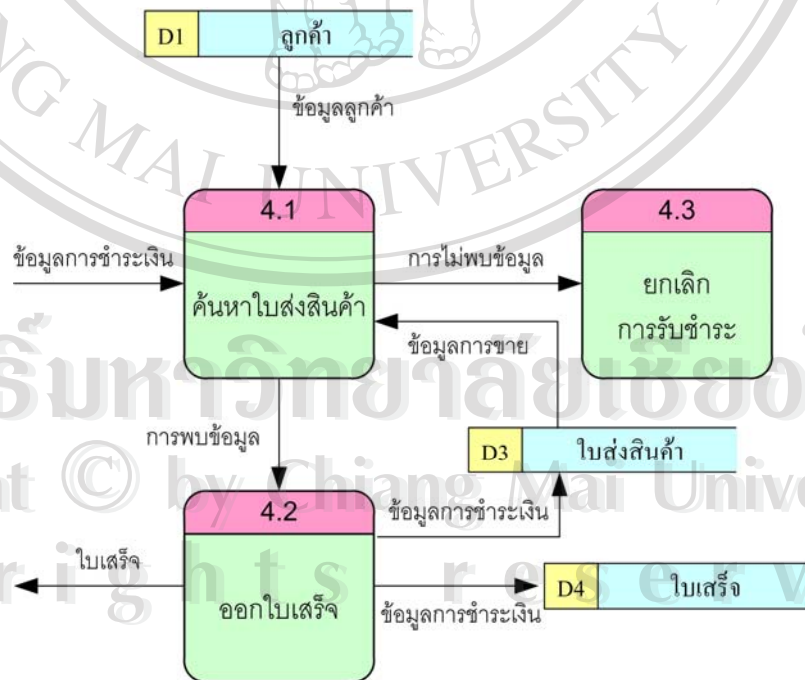 D1 ลูกค้า
ข้อมูลลูกค้า
MAI UNIVERSITY
4.1
4.3
ข้อมูลการชำระเงิน
การไม่พบข้อมูล
ค้นหาใบส่งสินค้า
ยกเลิก
การรับชำระ
ข้อมูลการขาย
การพบข้อมูล
D3 ใบส่งสินค้า
© by Chiang Mai
4.2
ข้อมูลการชำระเงิน
ใบเสร็จ
ออกใบเสร็จ
ข้อมูลการชำระเงิน
D4 ใบเสร็จ